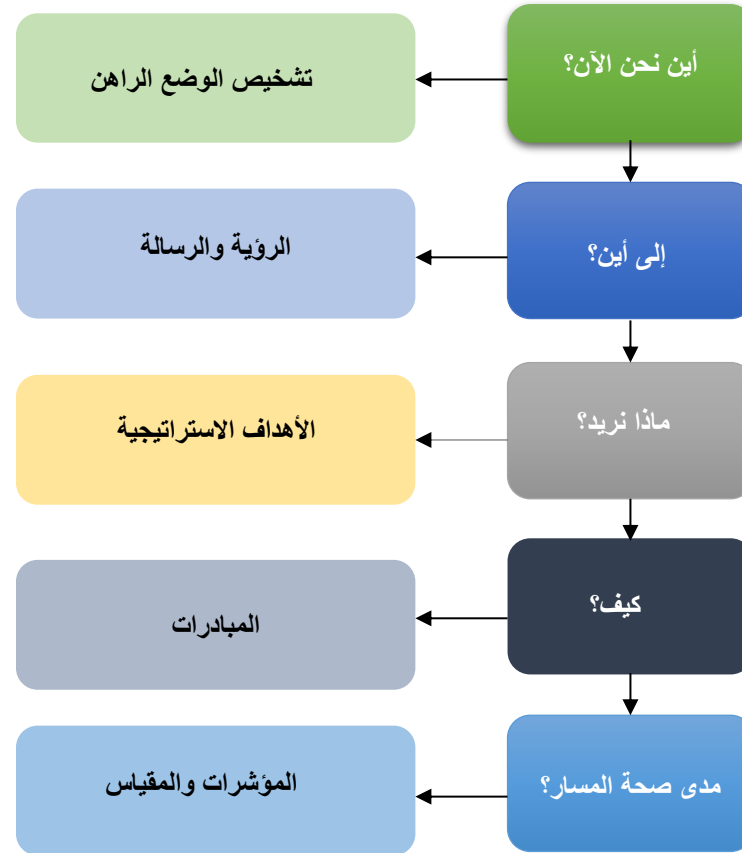 أين نحن الآن؟
تشخيص الوضع الراهن
إلى أين؟
الرؤية والرسالة
ماذا نريد؟
الأهداف الاستراتيجية
كيف؟
المبادرات
مدى صحة المسار؟
المؤشرات والمقياس